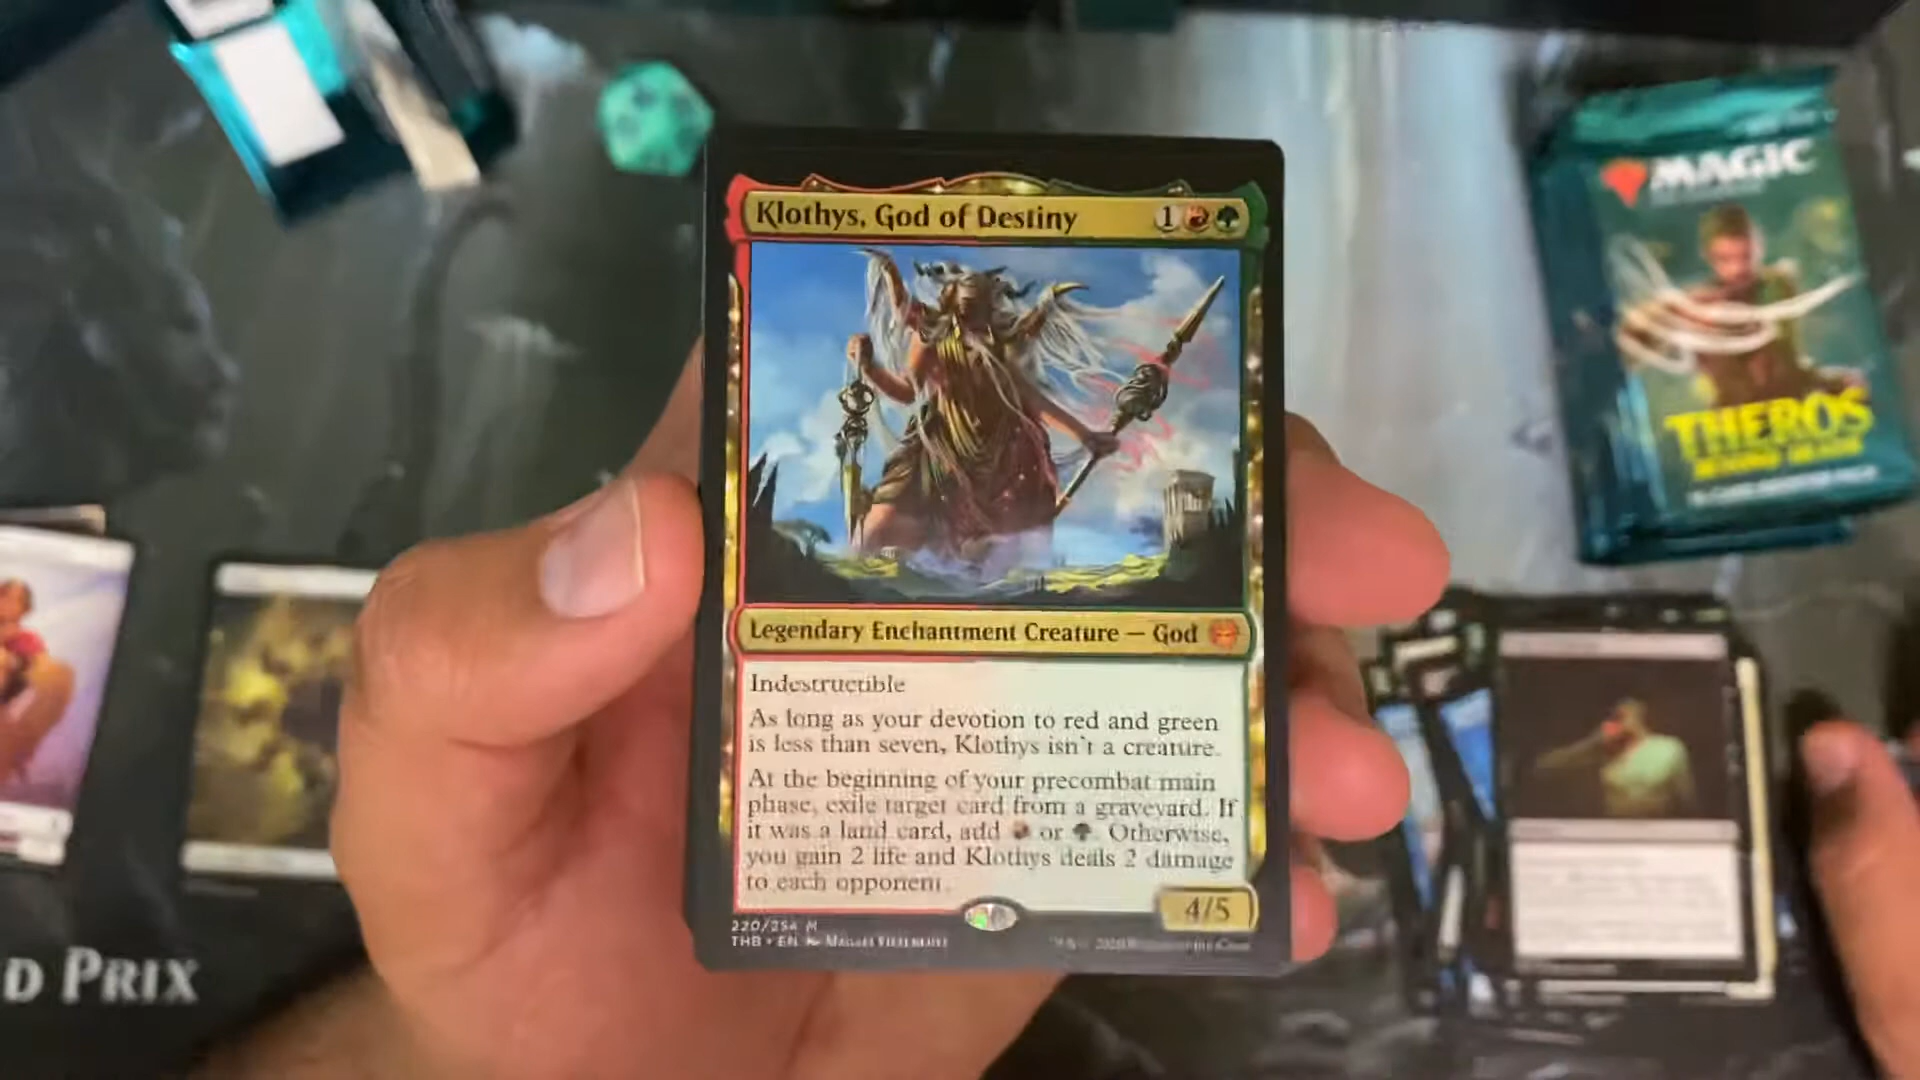 Klothys, God of Destiny 1
MAGIC
THEROS
Legendary Enchantment Creature — God
Indestructible
As long as your devotion to red and green
is less than seven, Klothys isn't a creature.
At the beginning of your precombat main
phase, exile target card from a graveyard. If
it was a land card, add or . Otherwise,
you gain 2 life and Klothys deals 2 damage
to each opponent.
4/5
220/254 M
THB • EN
D PRIX